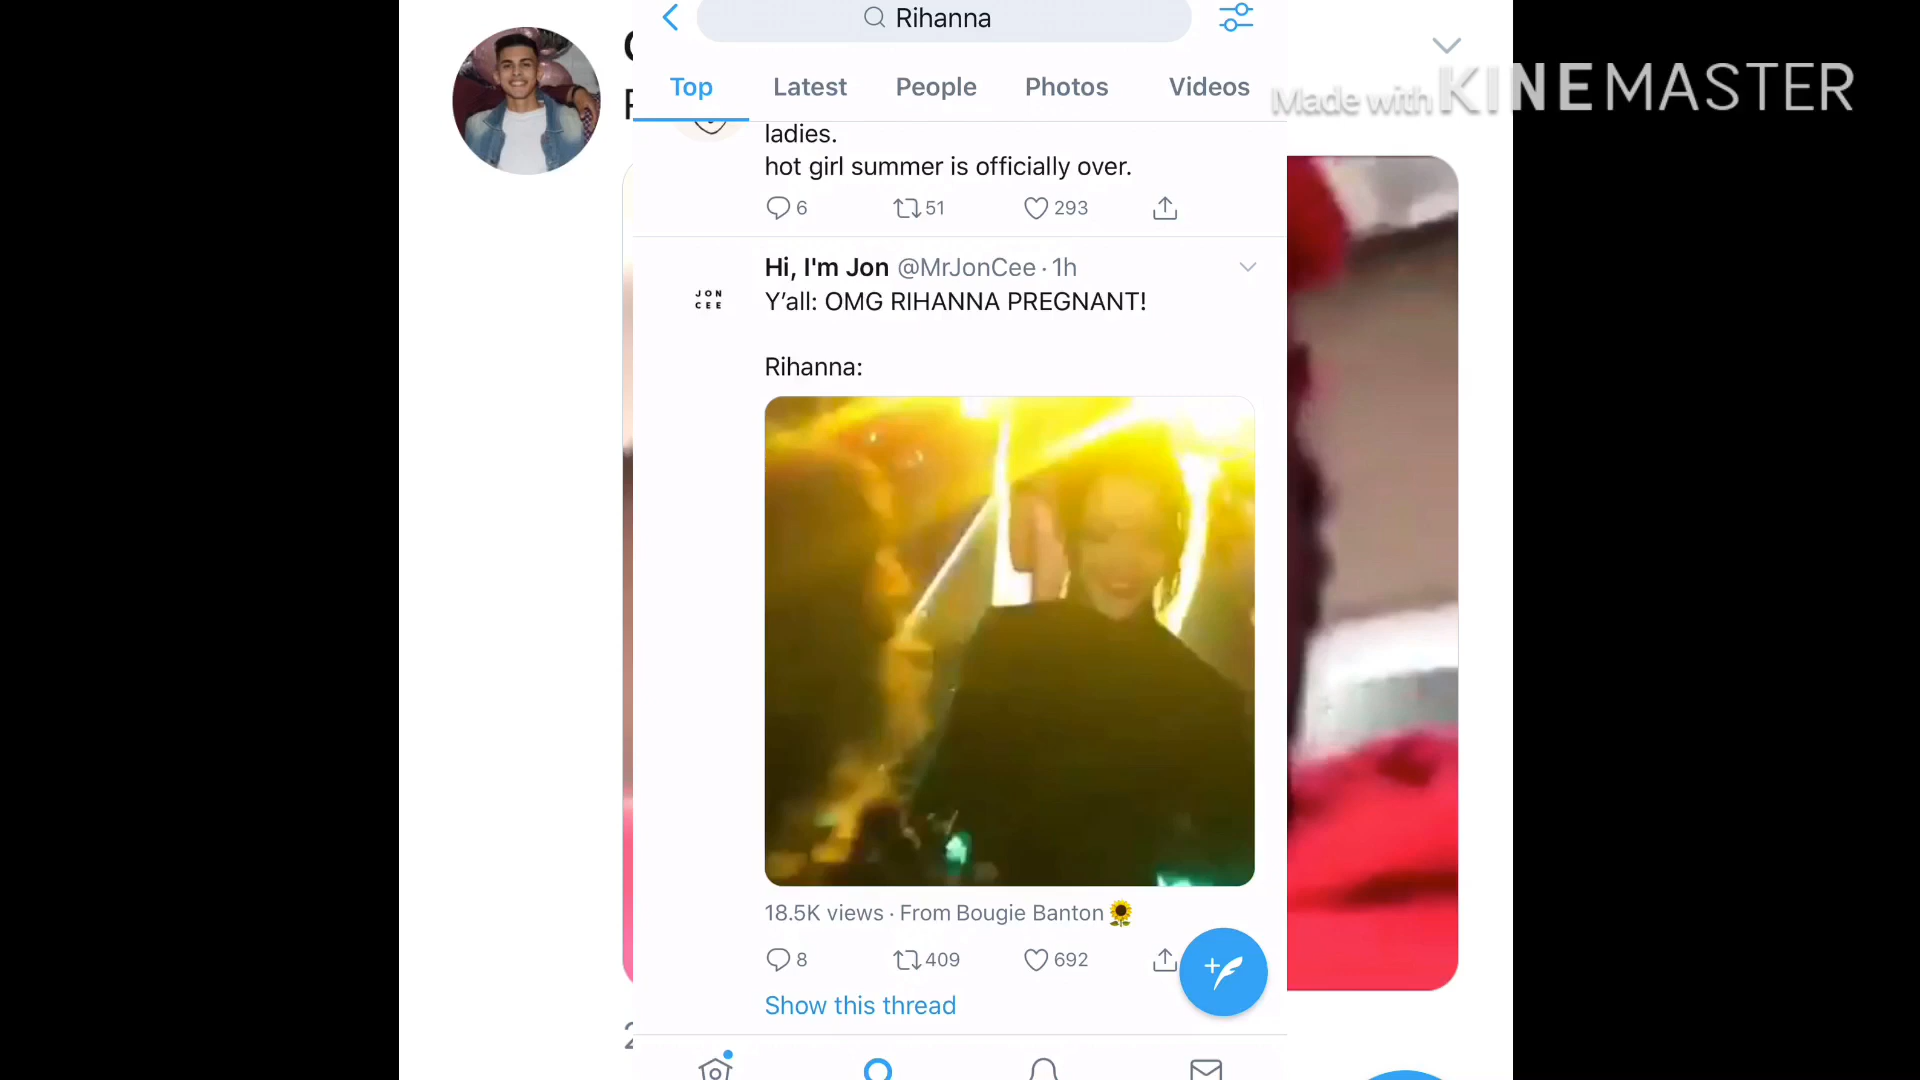 Rihanna
Top Latest People Photos Videos
Made with KINEMASTER
ladies.
hot girl summer is officially over.
6 51 293
Hi, I'm Jon @MrJonCee · 1h
JON
CEE
Y'all: OMG RIHANNA PREGNANT!
Rihanna:
18.5K views · From Bougie Banton🌻
8 409 692
Show this thread